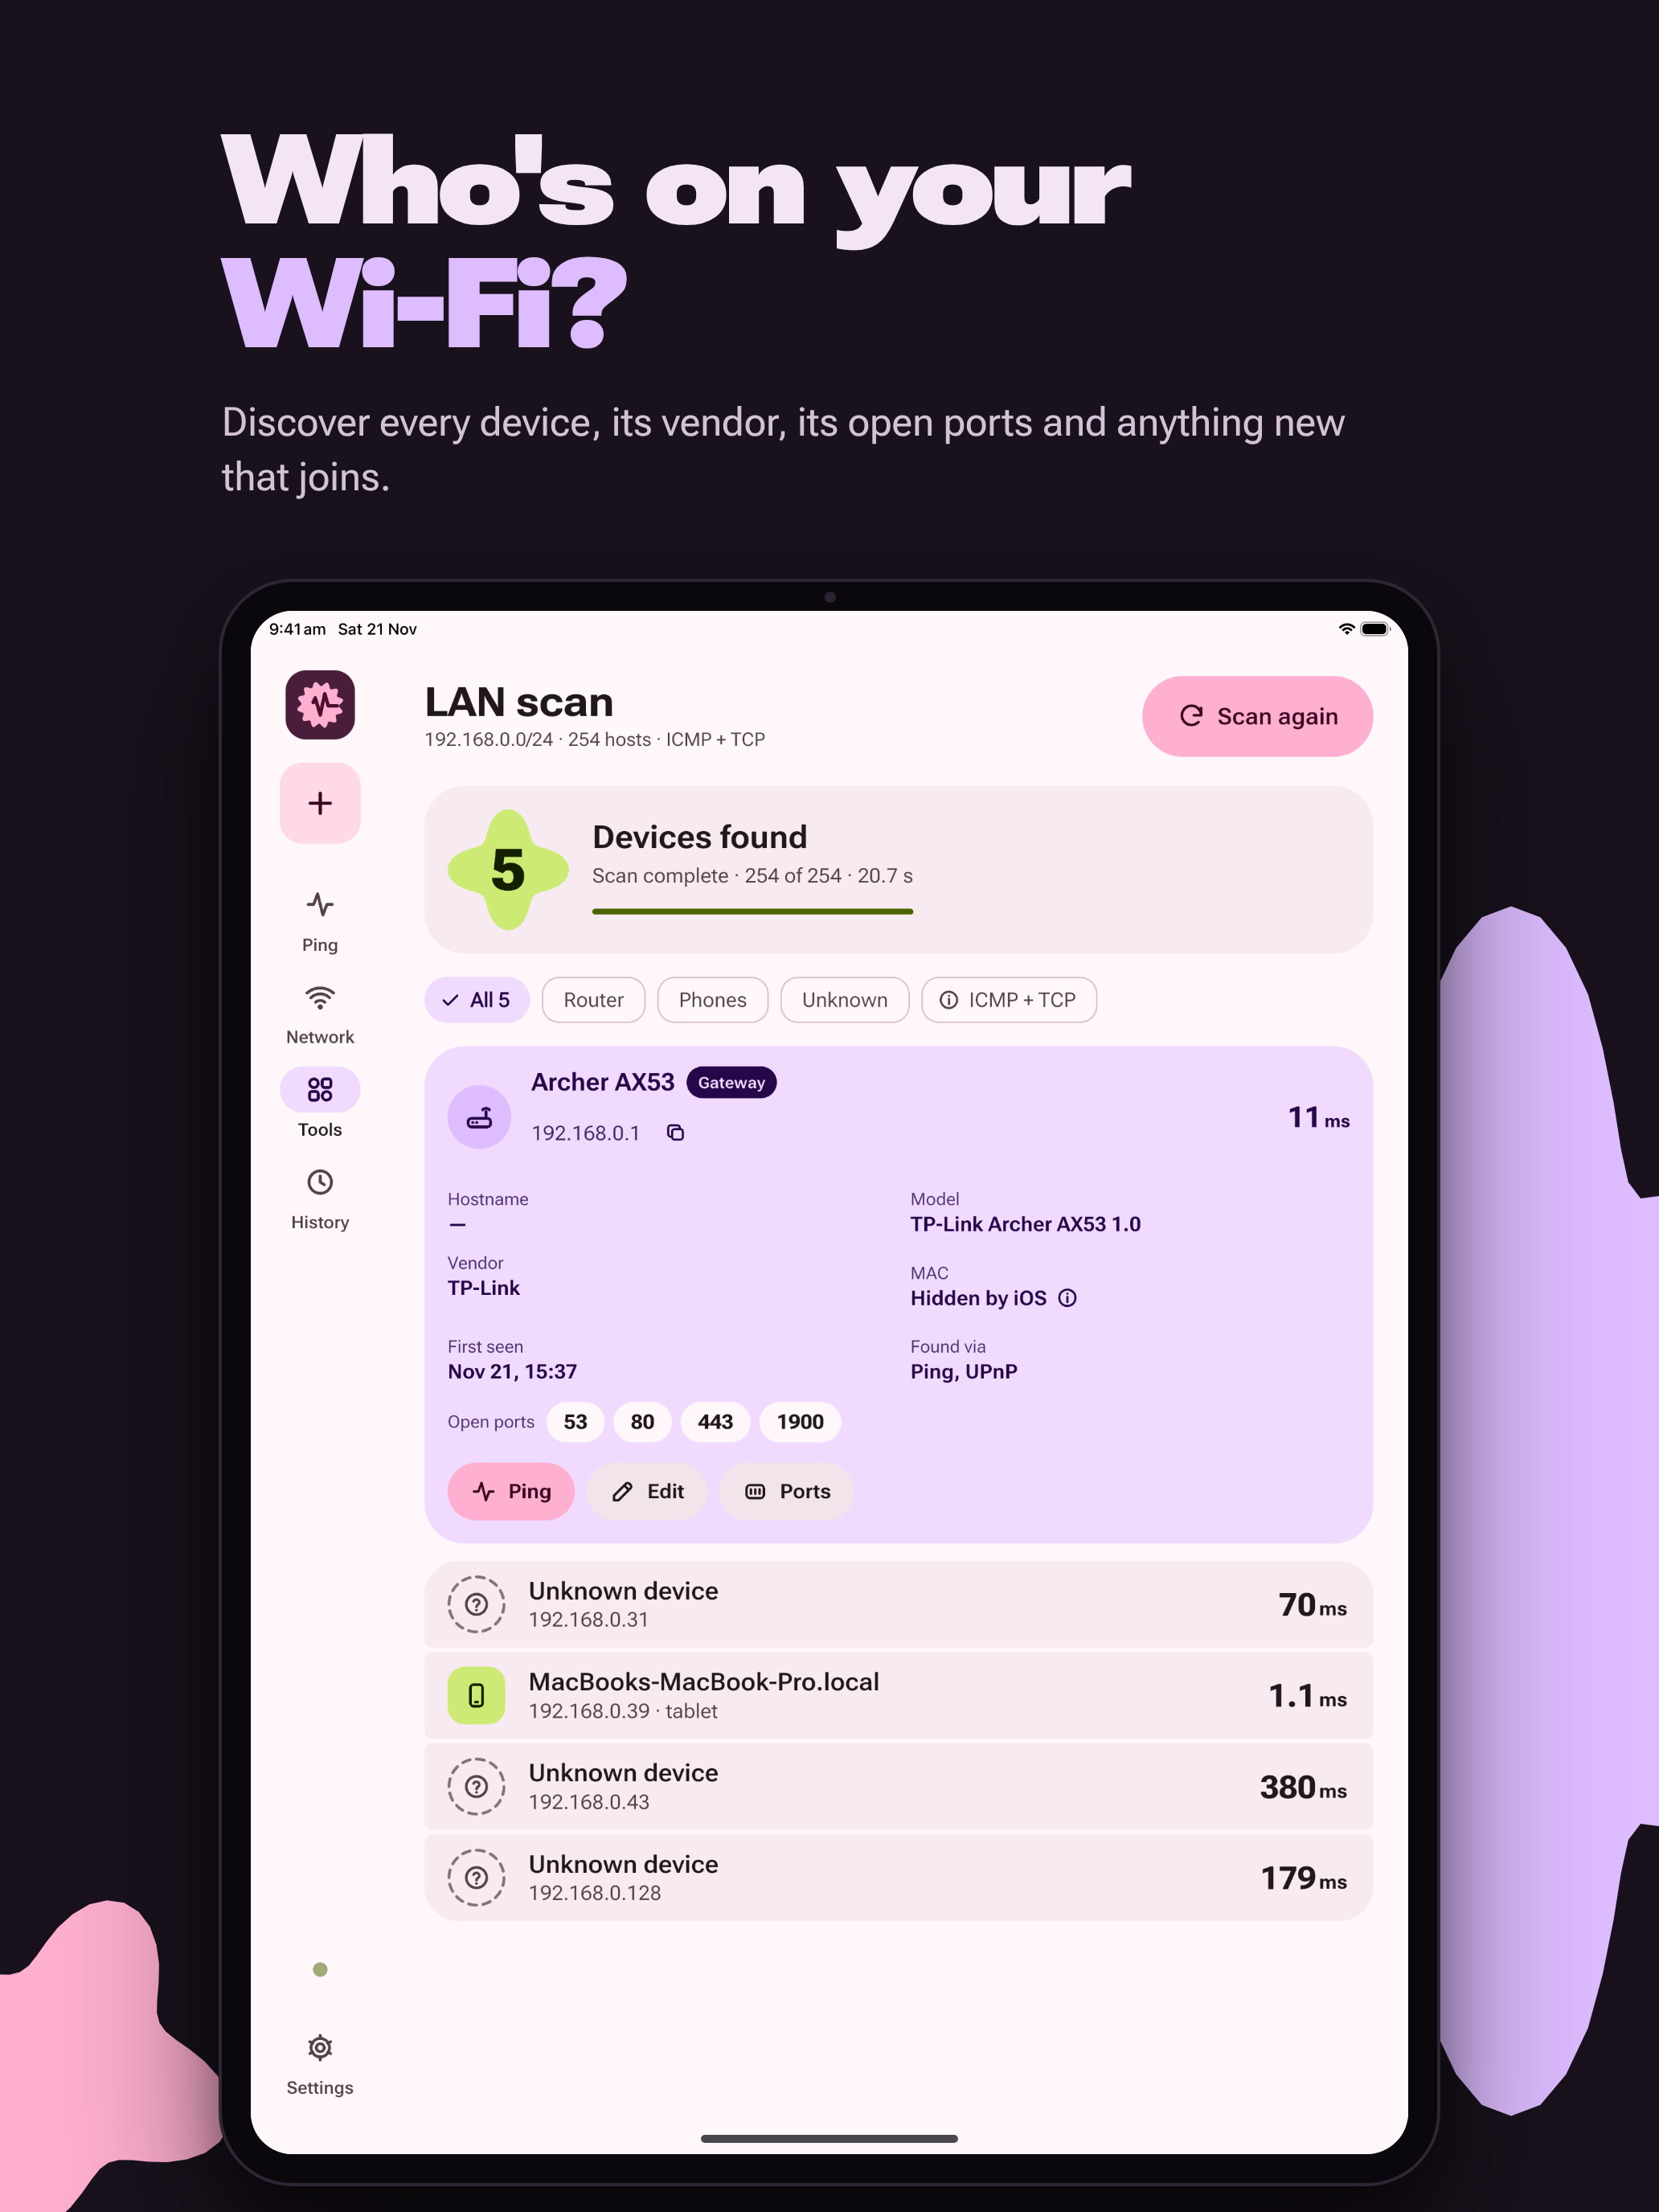 Who's on your
Wi-Fi?
Discover every device, its vendor, its open ports and anything new
that joins.
9:41 am Sat 21 Nov
LAN scan
192.168.0.0/24 · 254 hosts · ICMP + TCP
Scan again
5
Devices found
Scan complete · 254 of 254 · 20.7 s
Ping
Network
Tools
History
All 5
Router
Phones
Unknown
ICMP + TCP
Archer AX53 Gateway
192.168.0.1
11 ms
Hostname
—
Model
TP-Link Archer AX53 1.0
Vendor
TP-Link
MAC
Hidden by iOS
First seen
Nov 21, 15:37
Found via
Ping, UPnP
Open ports 53 80 443 1900
Ping
Edit
Ports
Unknown device
192.168.0.31
70 ms
MacBooks-MacBook-Pro.local
192.168.0.39 · tablet
1.1 ms
Unknown device
192.168.0.43
380 ms
Unknown device
192.168.0.128
179 ms
Settings